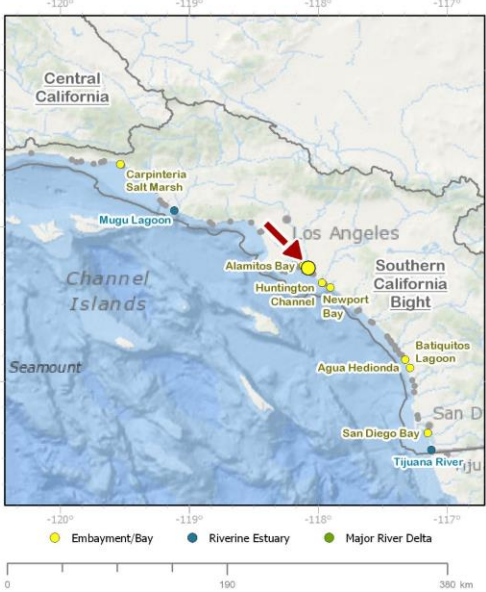 -120°
-119°
-118°
-117°
Central
California
Carpinteria
Salt Marsh
Mugu Lagoon
Los Angeles
Alamitos Bay
Southern
California
Bight
Channel
Islands
Huntington
Channel
Newport
Bay
Batiquitos
Lagoon
Seamount
Agua Hedionda
San D
San Diego Bay
Tijuana River
iju
-120°
-119°
-118°
-117°
Embayment/Bay
Riverine Estuary
Major River Delta
0
190
380 km